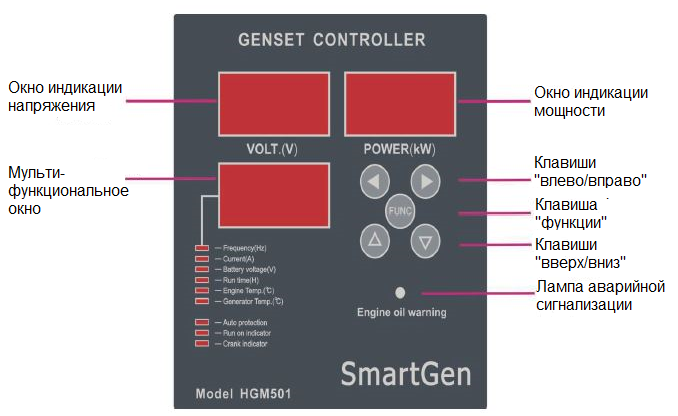 GENSET CONTROLLER
Окно индикации
напряжения
Окно индикации
мощности
VOLT.(V)
POWER(kW)
Мульти-
функциональное
окно
Клавиши
"влево/вправо"
FUNC
Клавиша
"функции"
Клавиши
"вверх/вниз"
Frequency(Hz)
Current(A)
Battery voltage(V)
Run time(H)
Engine Temp.(℃)
Generator Temp.(℃)
Лампа аварийной
сигнализации
Engine oil warning
Auto protection
Run on indicator
Crank indicator
SmartGen
Model HGM501